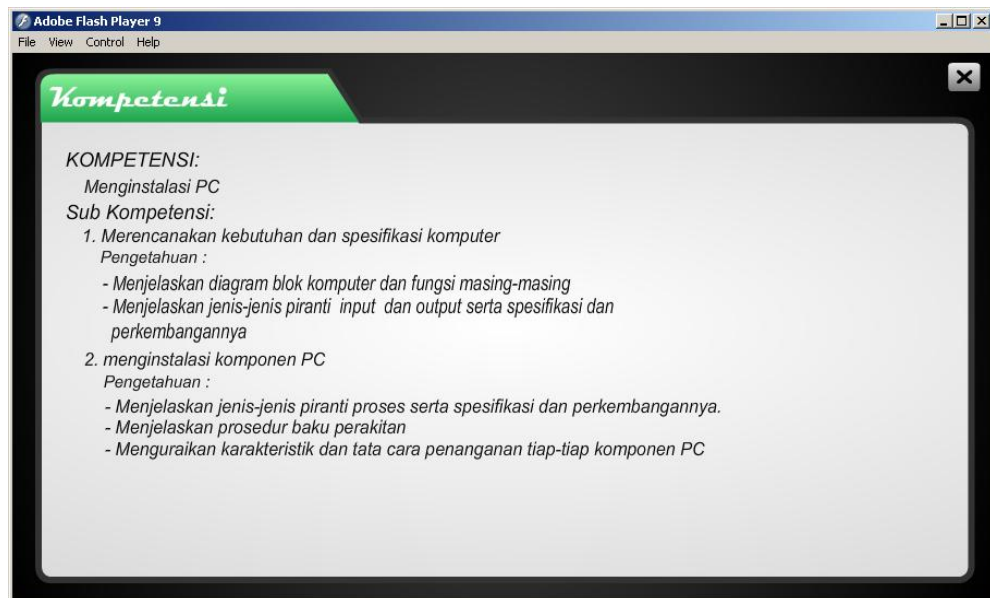 Adobe Flash Player 9
File View Control Help
Kompetensi
KOMPETENSI:
Menginstalasi PC
Sub Kompetensi:
1. Merencanakan kebutuhan dan spesifikasi komputer
Pengetahuan :
- Menjelaskan diagram blok komputer dan fungsi masing-masing
- Menjelaskan jenis-jenis piranti input dan output serta spesifikasi dan
perkembangannya
2. menginstalasi komponen PC
Pengetahuan :
- Menjelaskan jenis-jenis piranti proses serta spesifikasi dan perkembangannya.
- Menjelaskan prosedur baku perakitan
- Menguraikan karakteristik dan tata cara penanganan tiap-tiap komponen PC